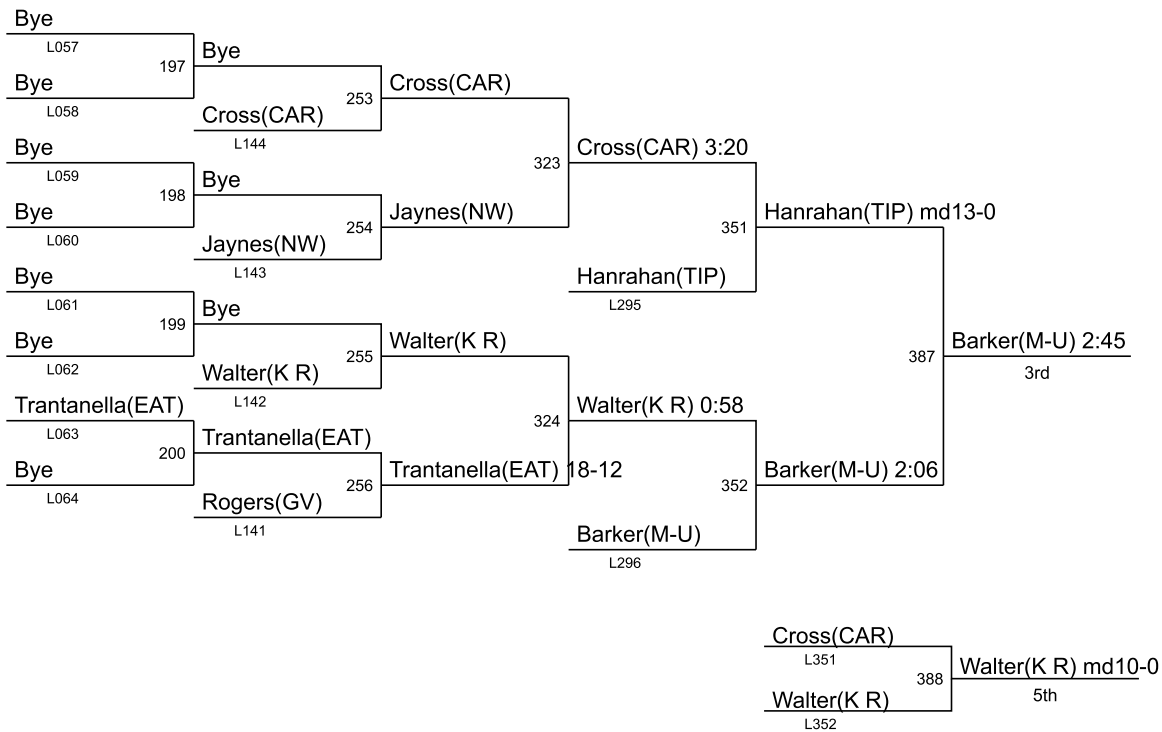 Bye
L057
197
Bye
Bye
L058
253
Cross(CAR)
Cross(CAR)
L144
Bye
L059
323
Cross(CAR) 3:20
198
Bye
Bye
L060
254
Jaynes(NW)
Jaynes(NW)
L143
351
Hanrahan(TIP) md13-0
Hanrahan(TIP)
L295
Bye
L061
199
Bye
Bye
L062
255
Walter(K R)
Walter(K R)
L142
387
Barker(M-U) 2:45
3rd
Trantanella(EAT)
L063
324
Walter(K R) 0:58
200
Trantanella(EAT)
Bye
L064
256
Trantanella(EAT) 18-12
Rogers(GV)
L141
352
Barker(M-U) 2:06
Barker(M-U)
L296
Cross(CAR)
L351
388
Walter(K R) md10-0
5th
Walter(K R)
L352